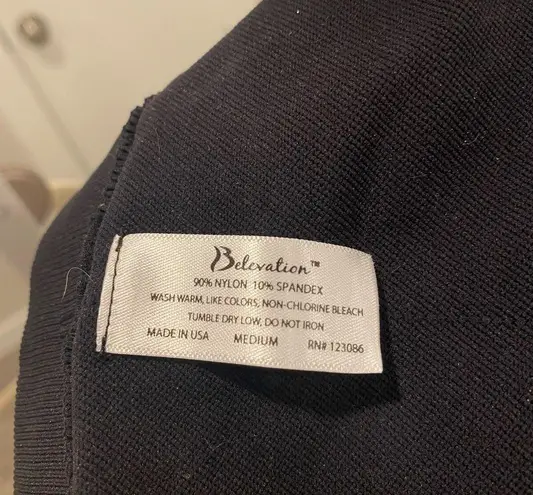 Belevation™
90% NYLON 10% SPANDEX
WASH WARM, LIKE COLORS, NON-CHLORINE BLEACH
TUMBLE DRY LOW, DO NOT IRON
MADE IN USA MEDIUM RN# 123086